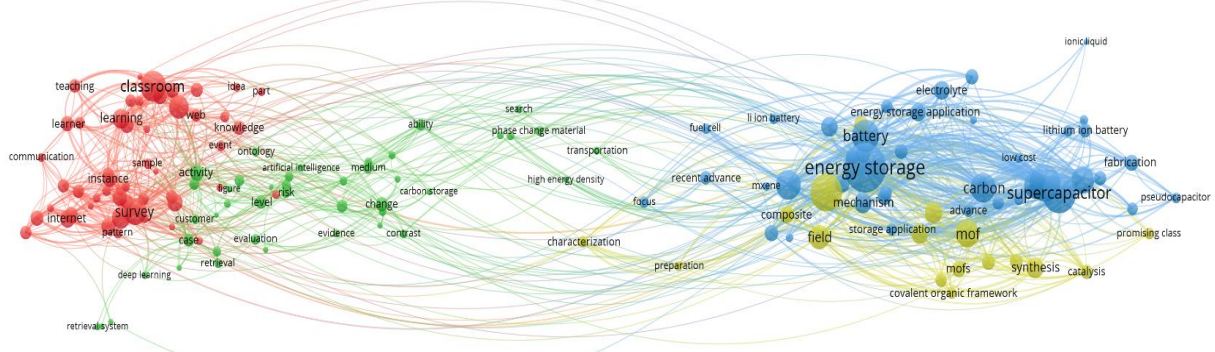 ionic liquid
teaching
classroom
idea
part
electrolyte
search
energy storage application
learner
learning
web
knowledge
ability
phase change material
fuel cell
li ion battery
battery
lithium ion battery
event
ontology
transportation
communication
sample
artificial intelligence
medium
low cost
fabrication
energy storage
instance
activity
figure
risk
carbon storage
high energy density
recent advance
mxene
carbon
supercapacitor
pseudocapacitor
level
change
focus
mechanism
advance
internet
survey
customer
composite
pattern
case
evaluation
evidence
contrast
characterization
field
storage application
mof
promising class
retrieval
preparation
deep learning
mofs
synthesis
catalysis
covalent organic framework
retrieval system